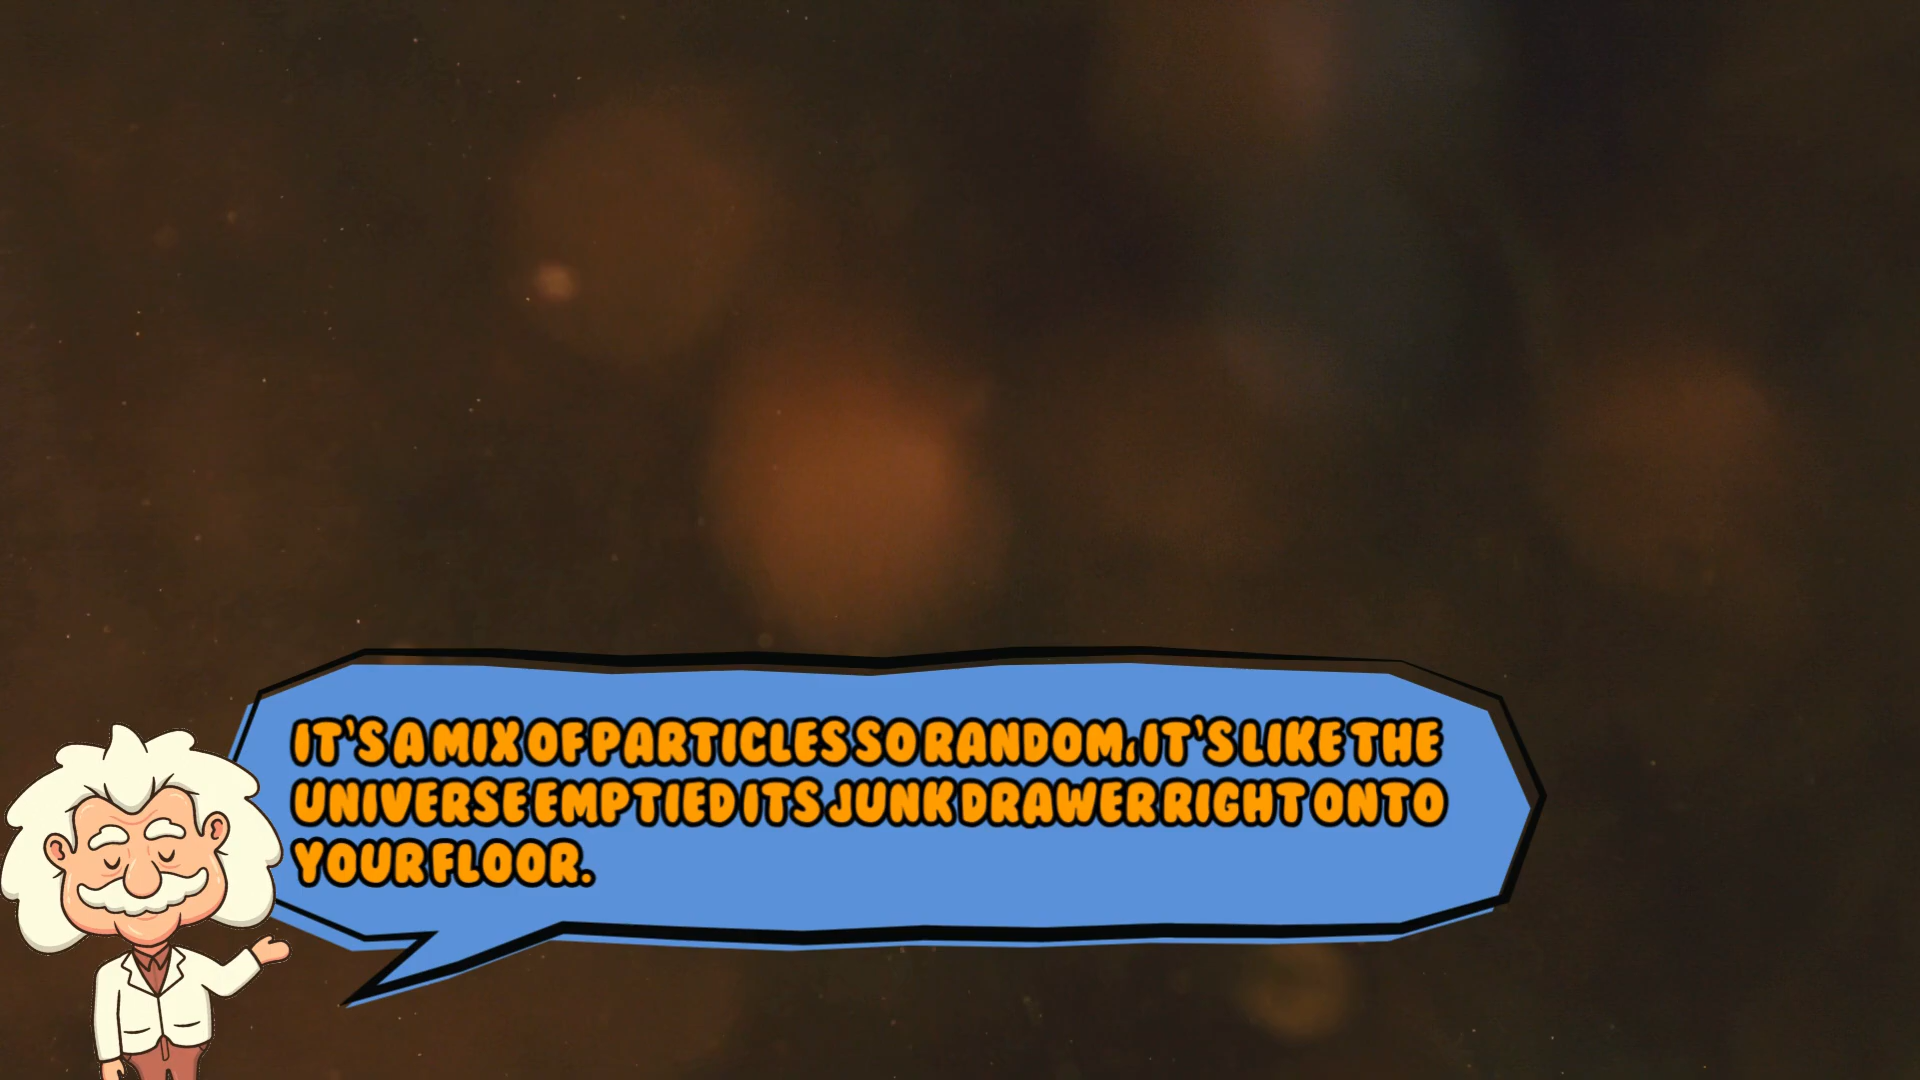 IT'S A MIX OF PARTICLES SO RANDOM, IT'S LIKE THE
UNIVERSE EMPTIED ITS JUNK DRAWER RIGHT ONTO
YOUR FLOOR.